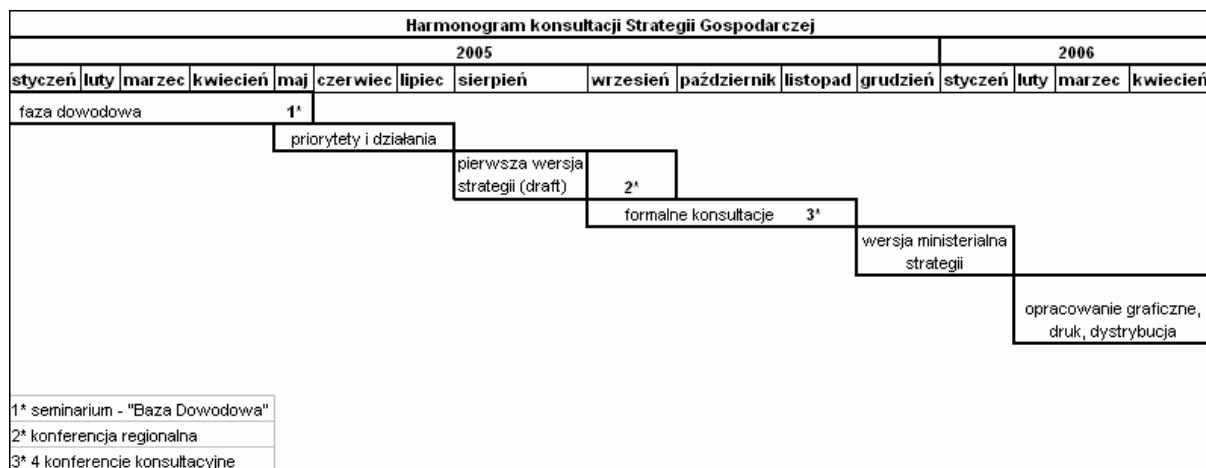 Harmonogram konsultacji Strategii Gospodarczej
2005 2006
styczeń luty marzec kwiecień maj czerwiec lipiec sierpień wrzesień październik listopad grudzień styczeń luty marzec kwiecień
faza dowodowa 1*
priorytety i działania
pierwsza wersja
strategii (draft) 2*
formalne konsultacje 3*
wersja ministerialna
strategii
opracowanie graficzne,
druk, dystrybucja
1* seminarium - "Baza Dowodowa"
2* konferencja regionalna
3* 4 konferencje konsultacyjne